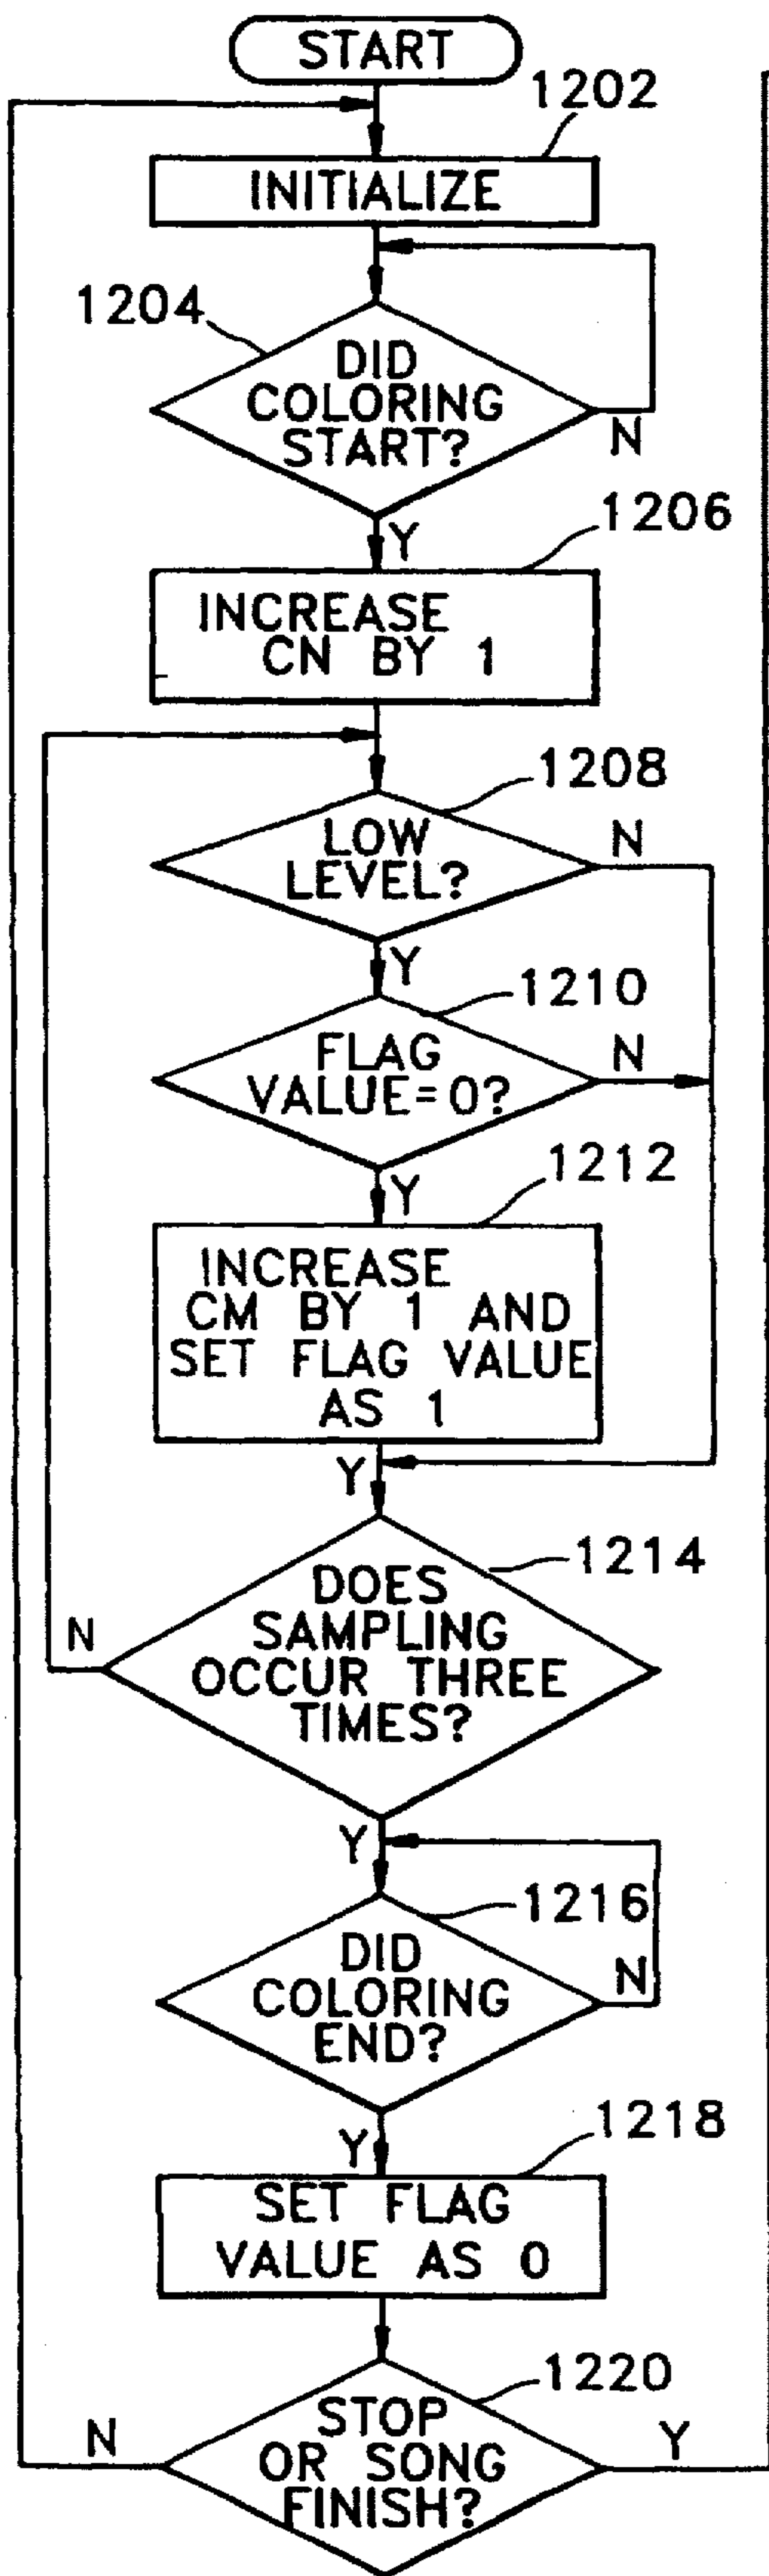 START
1202
INITIALIZE
1204
DID
COLORING
START?
N
Y
1206
INCREASE
CN BY 1
1208
LOW
LEVEL?
N
Y
1210
FLAG
VALUE=0?
N
Y
1212
INCREASE
CM BY 1 AND
SET FLAG VALUE
AS 1
Y
1214
DOES
SAMPLING
OCCUR THREE
TIMES?
N
Y
1216
DID
COLORING
END?
N
Y
1218
SET FLAG
VALUE AS 0
1220
STOP
OR SONG
FINISH?
N
Y